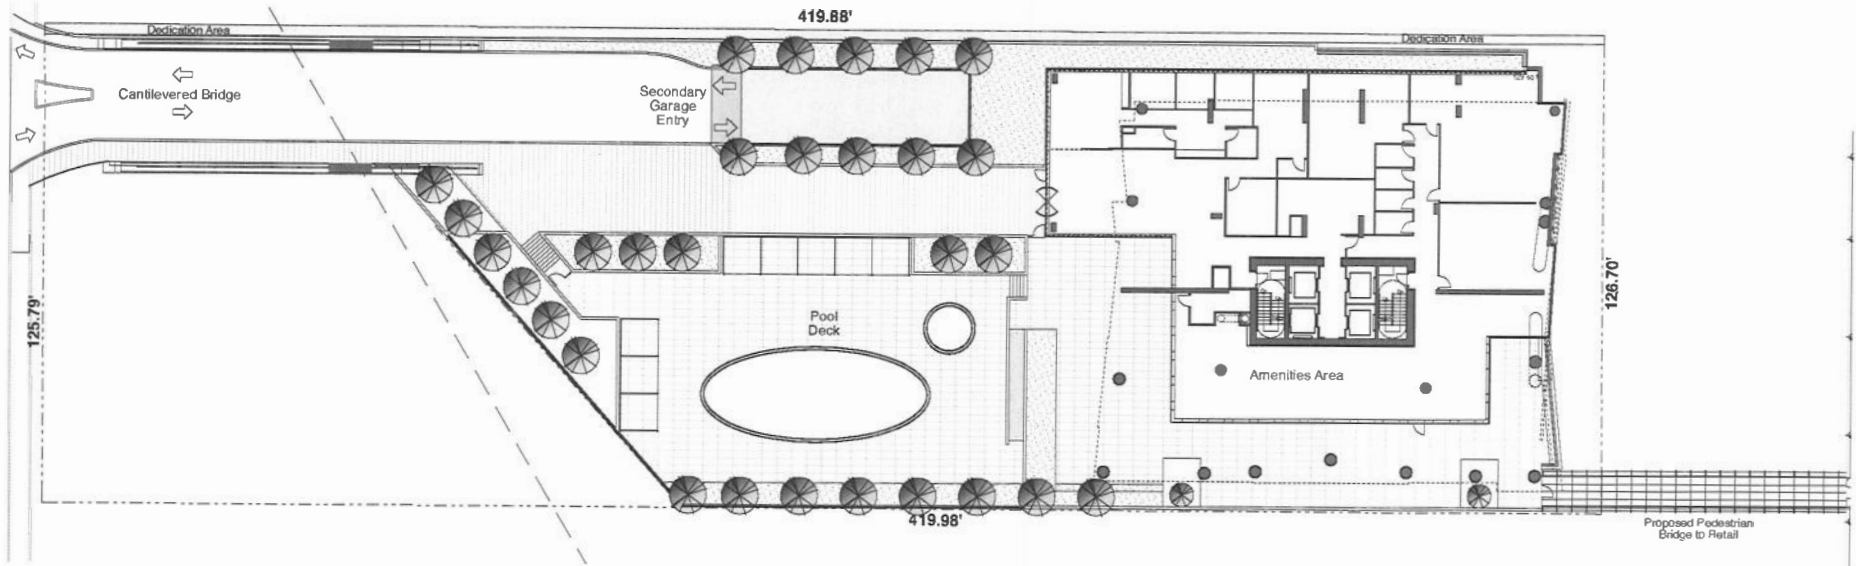 419.88'
Dedication Area
Dedication Area
Cantilevered Bridge
Secondary
Garage
Entry
125.79'
126.70'
Pool
Deck
Amenities Area
419.98'
Proposed Pedestrian
Bridge to Retail